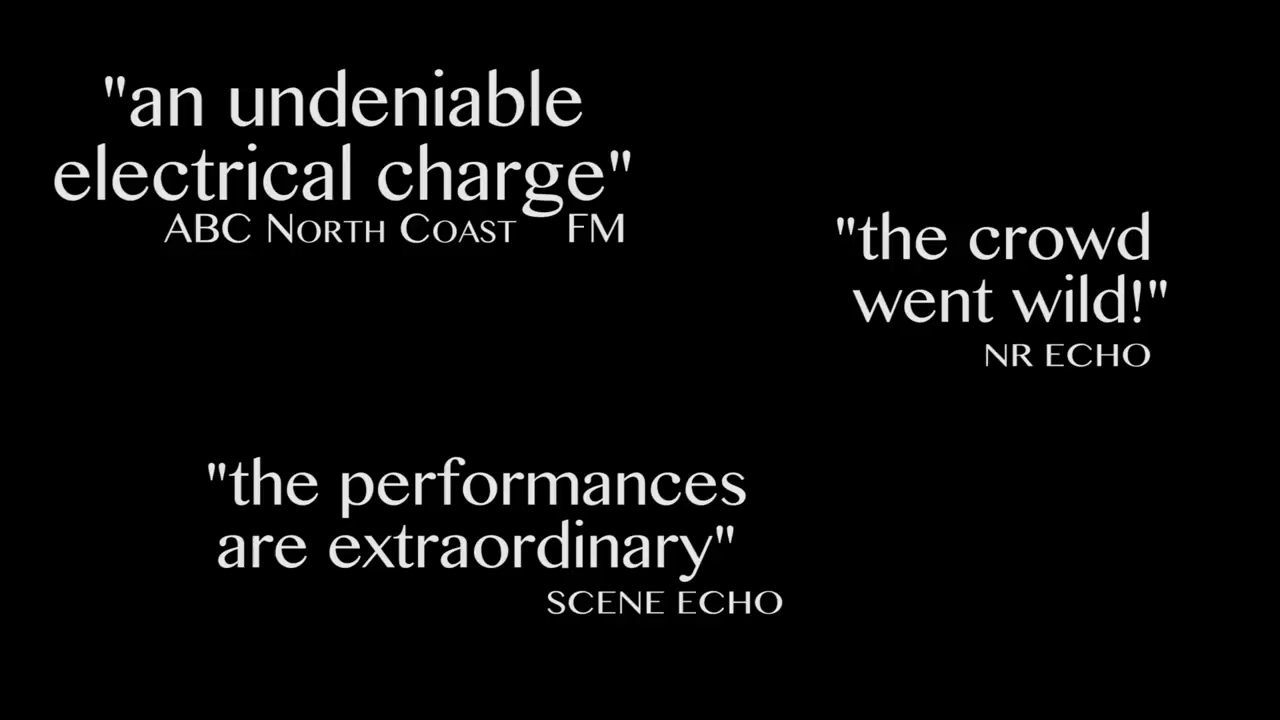 "an undeniable
electrical charge"
ABC North Coast FM
"the crowd
went wild!"
NR ECHO
"the performances
are extraordinary"
SCENE ECHO